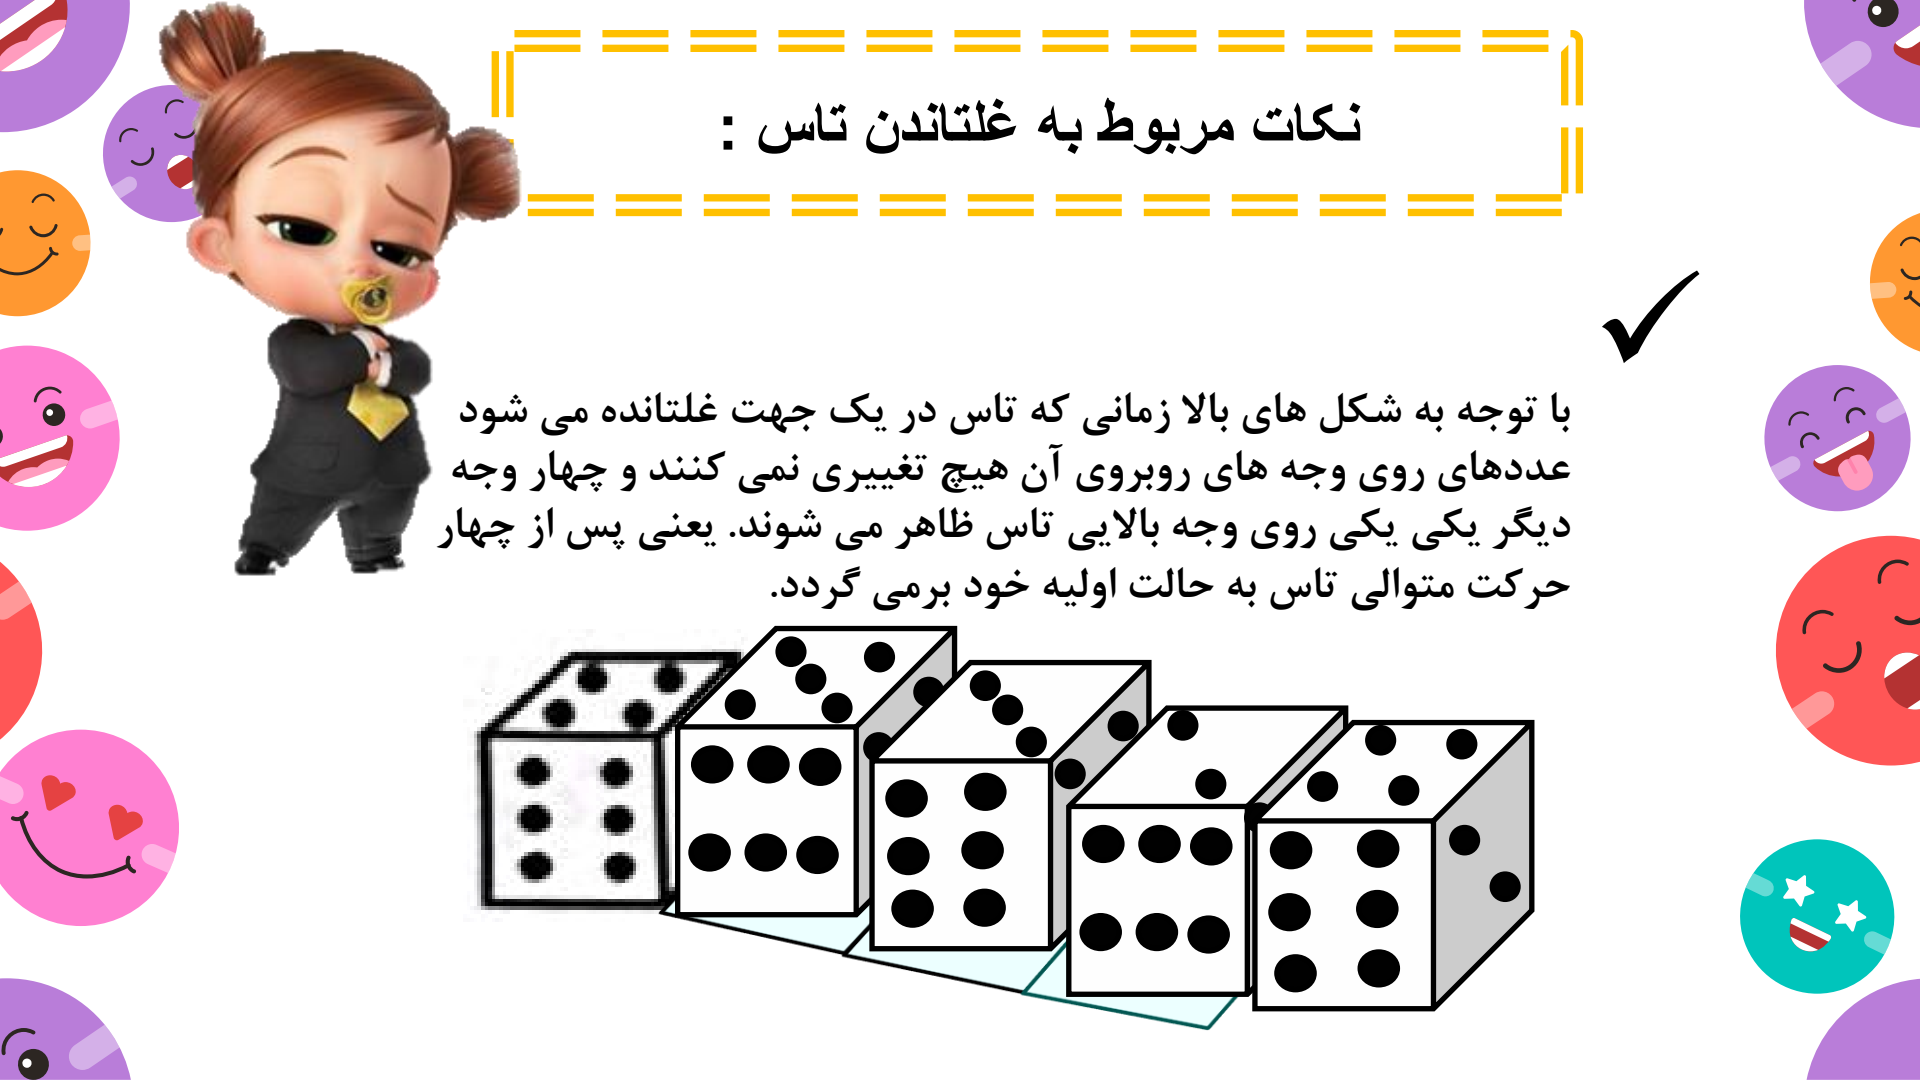 نکات مربوط به غلتاندن تاس :
با توجه به شکل های بالا زمانی که تاس در یک جهت غلتانده می شود
عددهای روی وجه های روبروی آن هیچ تغییری نمی کنند و چهار وجه
دیگر یکی یکی روی وجه بالایی تاس ظاهر می شوند. یعنی پس از چهار
حرکت متوالی تاس به حالت اولیه خود برمی گردد.